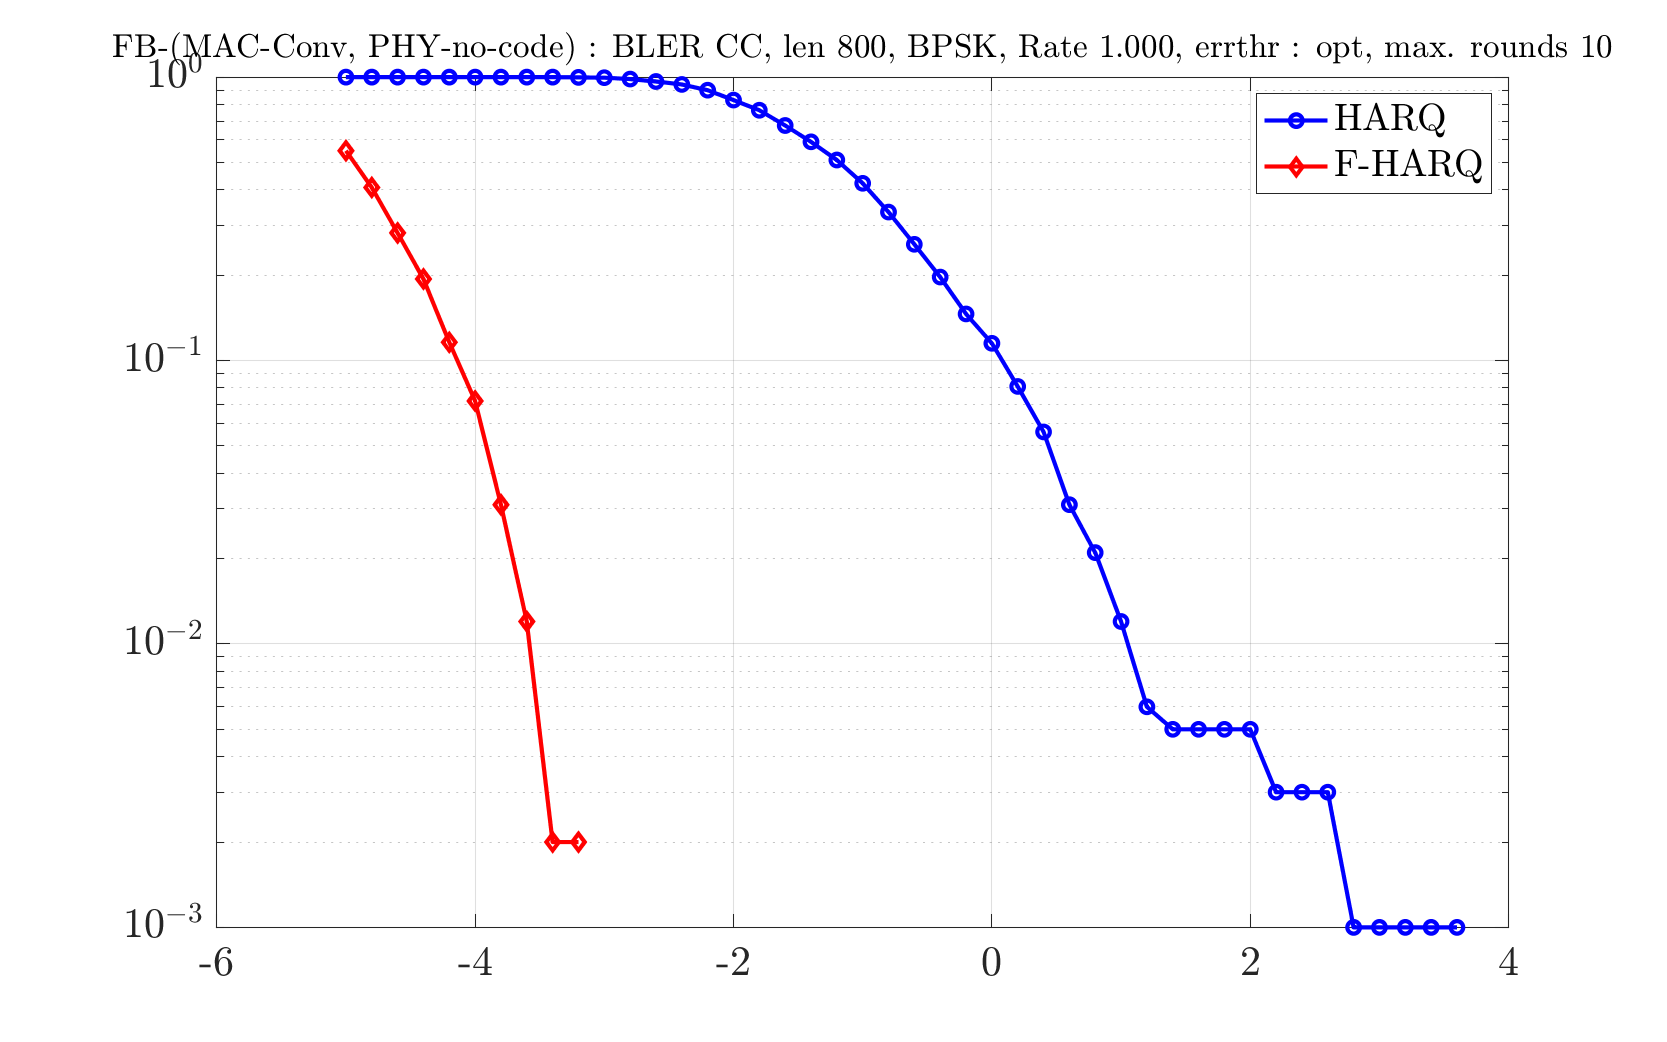 FB-(MAC-Conv, PHY-no-code) : BLER CC, len 800, BPSK, Rate 1.000, errthr : opt, max. rounds 10
10^0
10^{-1}
10^{-2}
10^{-3}
HARQ
F-HARQ
-6 -4 -2 0 2 4